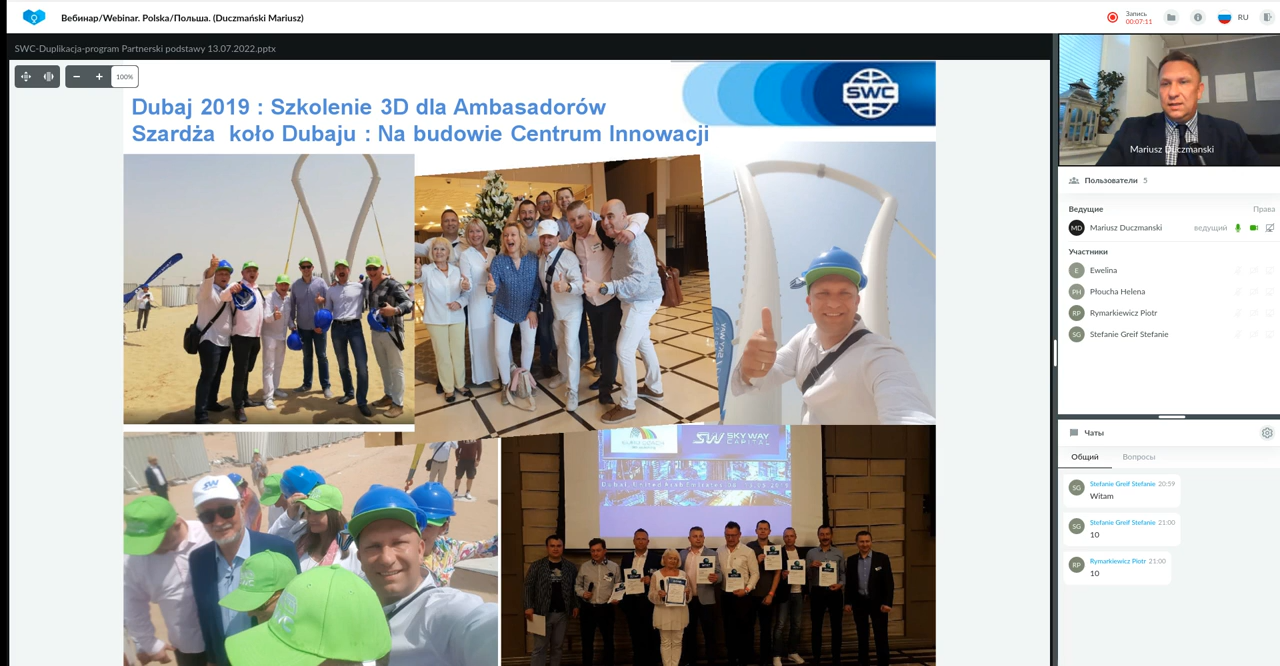 Вебинар/Webinar. Polska/Польша. (Duczmański Mariusz)
Запись
00:07:11
RU
SWC-Duplikacja-program Partnerski podstawy 13.07.2022.pptx
100%
Dubaj 2019 : Szkolenie 3D dla Ambasadorów
Szardża koło Dubaju : Na budowie Centrum Innowacji
SWC
SW SKYWAY
CAPITAL
SW
Mariusz Duczmanski
Пользователи 5
Ведущие
Права
MD Mariusz Duczmanski ведущий
Участники
E Ewelina
PH Płoucha Helena
RP Rymarkiewicz Piotr
SG Stefanie Greif Stefanie
Чаты
Общий
Вопросы
SG Stefanie Greif Stefanie 20:59
Witam
SG Stefanie Greif Stefanie 21:00
10
RP Rymarkiewicz Piotr 21:00
10